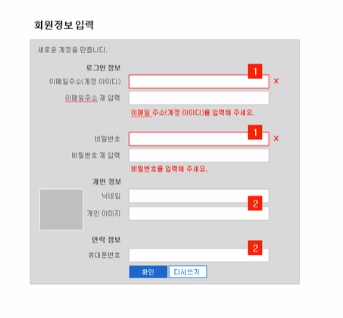 회원정보 입력
새로운 계정을 만듭니다.
로그인 정보
이메일주소(계정 아이디)
1
x
이메일주소 재 입력
이메일 주소(계정 아이디)를 입력해 주세요.
비밀번호
1
x
비밀번호 재 입력
비밀번호를 입력해 주세요.
개인 정보
닉네임
개인 이미지
2
연락 정보
휴대폰번호
2
확인
다시쓰기